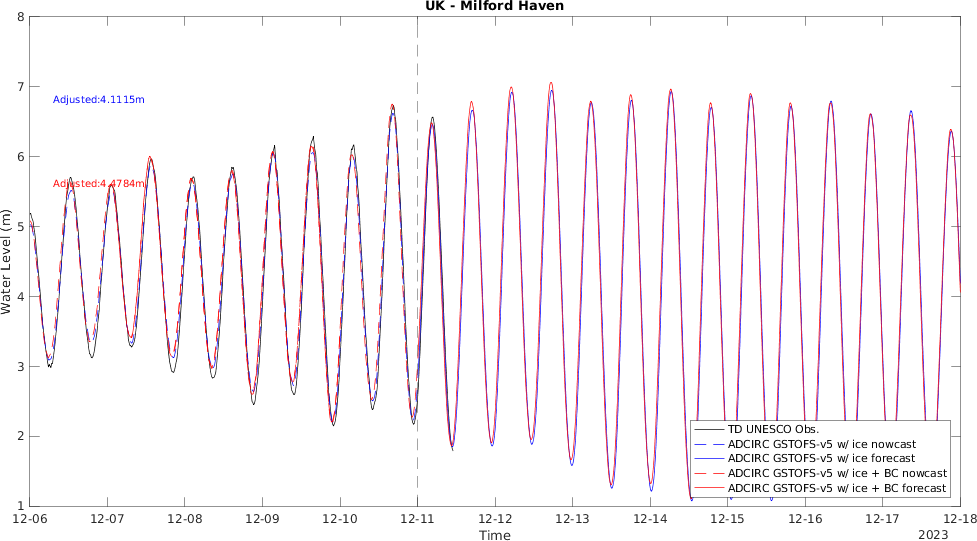 UK - Milford Haven
8
7
6
5
4
3
2
1
Water Level (m)
Adjusted:4.1115m
Adjusted:4.4784m
TD UNESCO Obs.
ADCIRC GSTOFS-v5 w/ ice nowcast
ADCIRC GSTOFS-v5 w/ ice forecast
ADCIRC GSTOFS-v5 w/ ice + BC nowcast
ADCIRC GSTOFS-v5 w/ ice + BC forecast
12-06 12-07 12-08 12-09 12-10 12-11 12-12 12-13 12-14 12-15 12-16 12-17 12-18
Time
2023